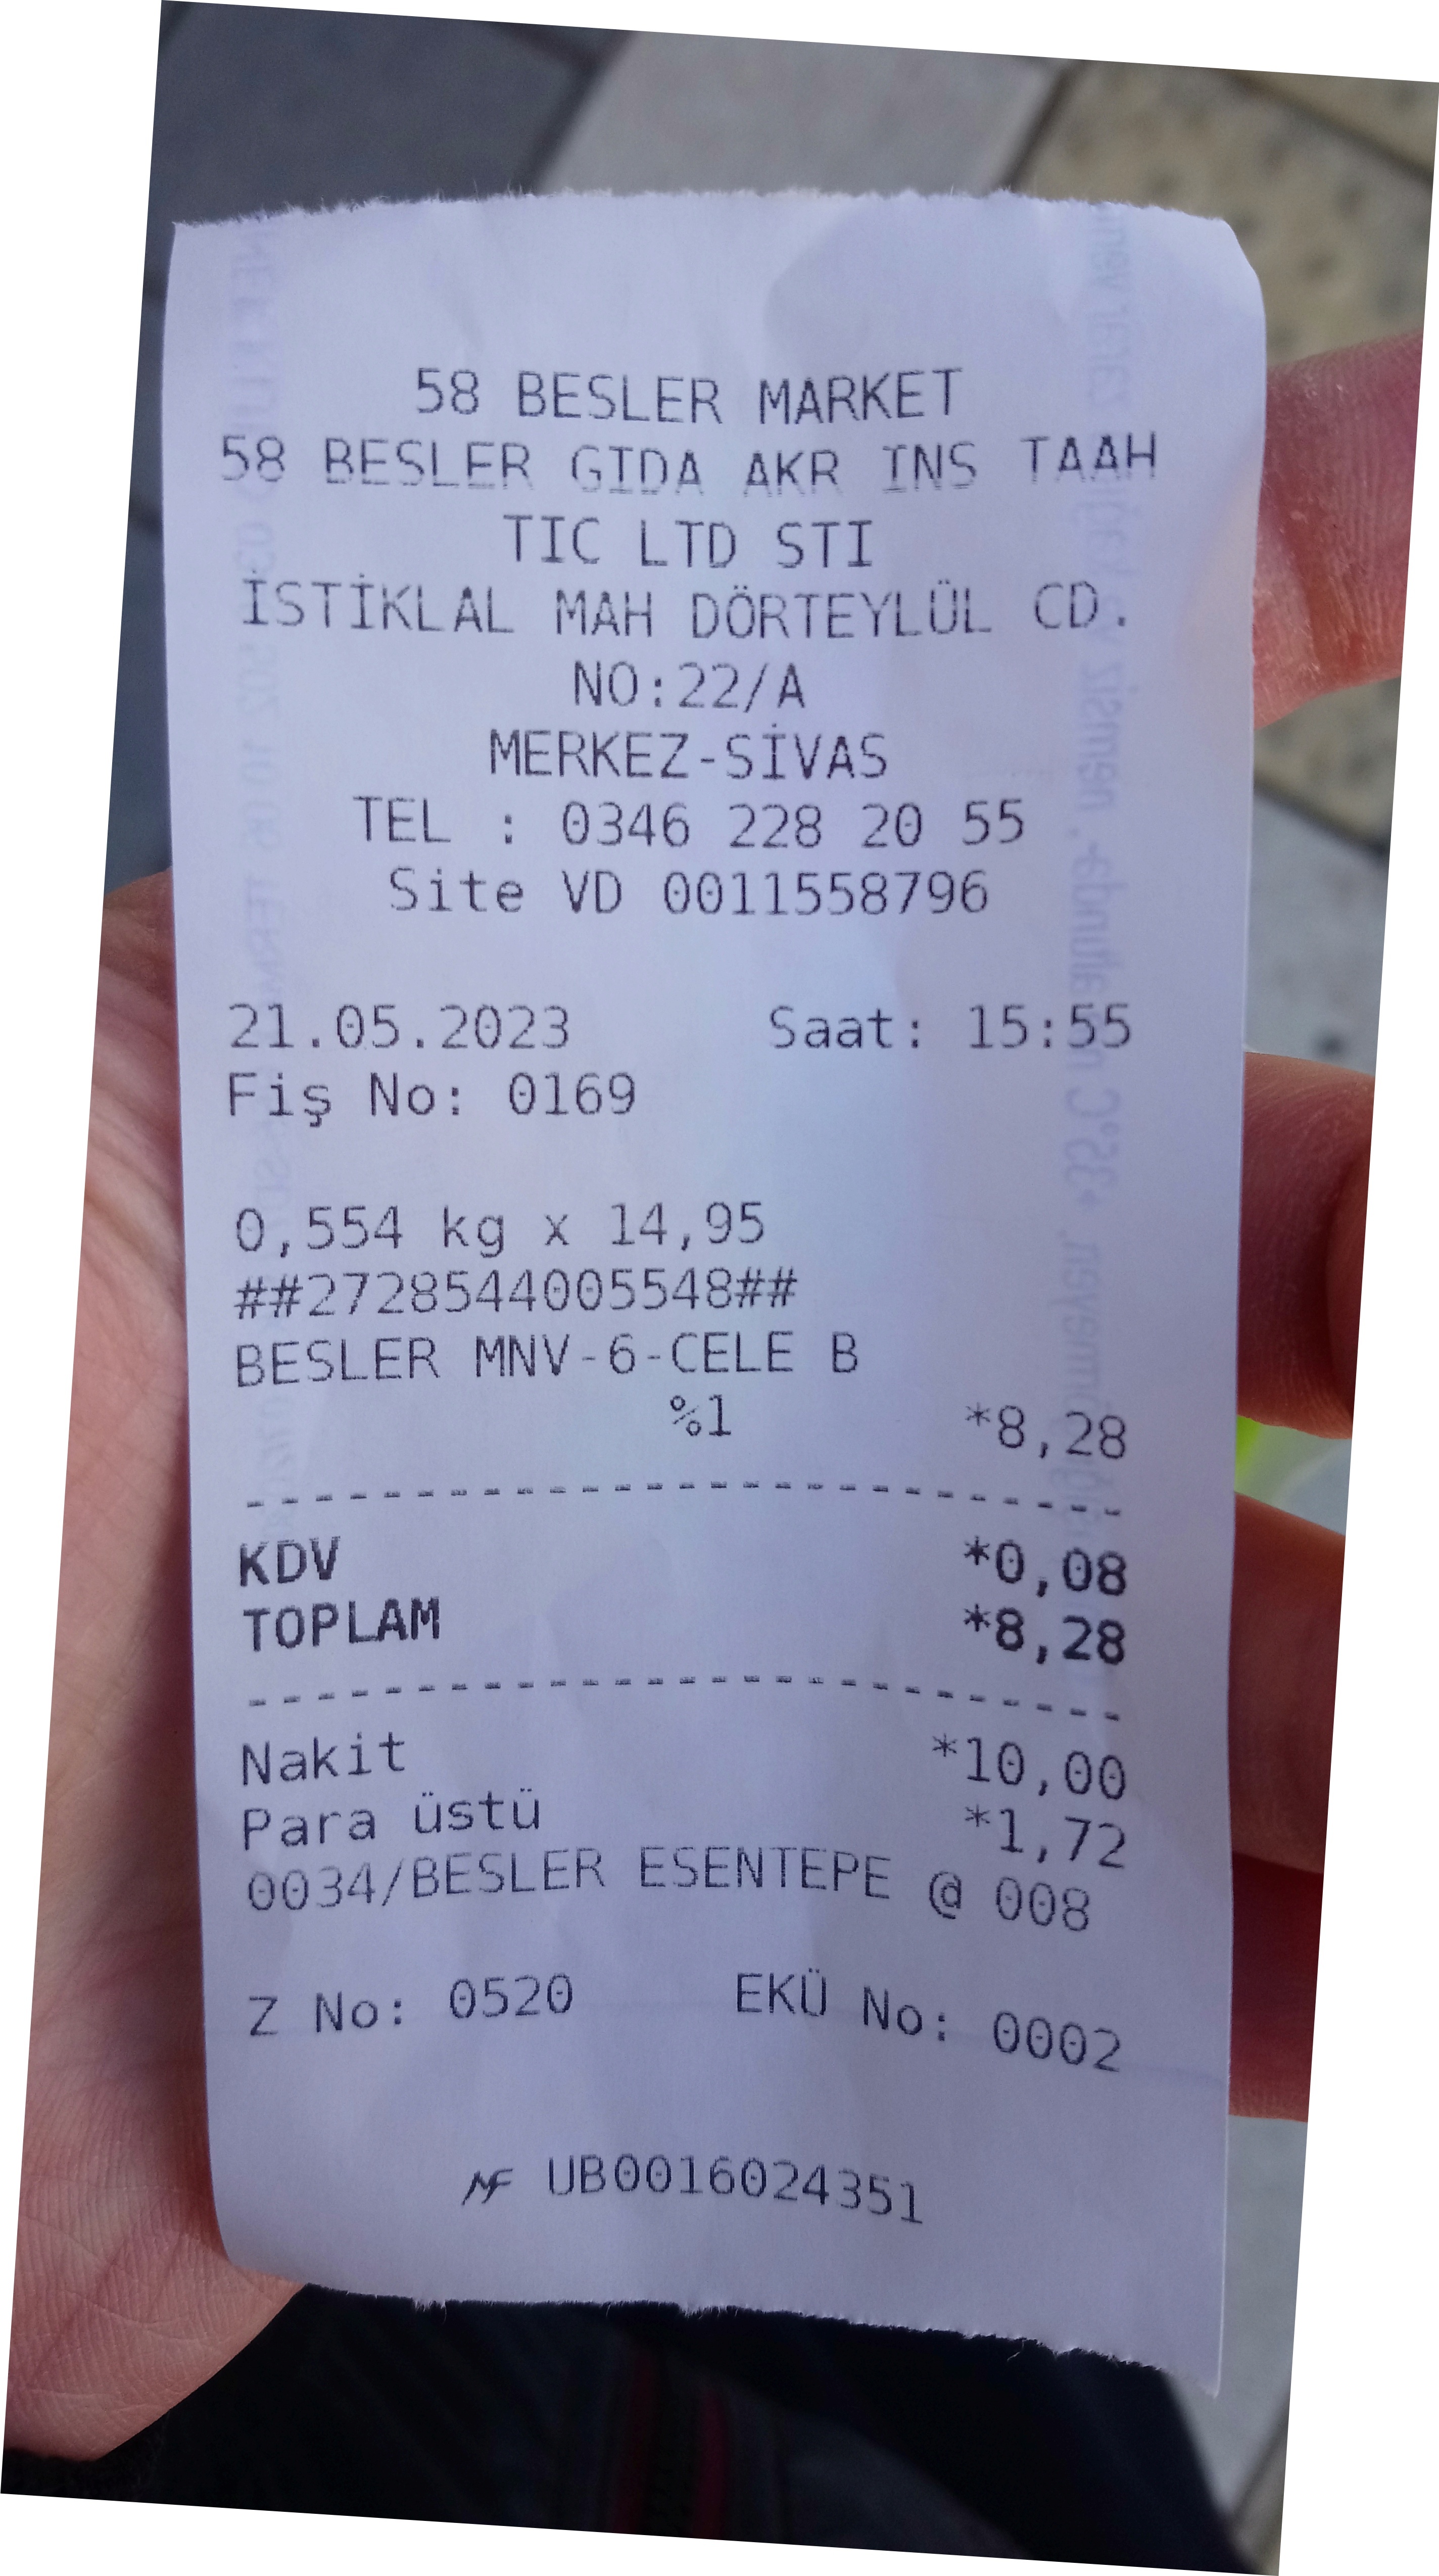 58 BESLER MARKET
58 BESLER GIDA AKR INS TAAH
TIC LTD STI
İSTİKLAL MAH DÖRTEYLÜL CD.
NO:22/A
MERKEZ-SİVAS
TEL : 0346 228 20 55
Site VD 0011558796
21.05.2023 Saat: 15:55
Fiş No: 0169
0,554 kg x 14,95
##2728544005548##
BESLER MNV-6-CELE B
%1 *8,28
KDV *0,08
TOPLAM *8,28
Nakit *10,00
Para üstü *1,72
0034/BESLER ESENTEPE @ 008
Z No: 0520 EKÜ No: 0002
MF UB0016024351